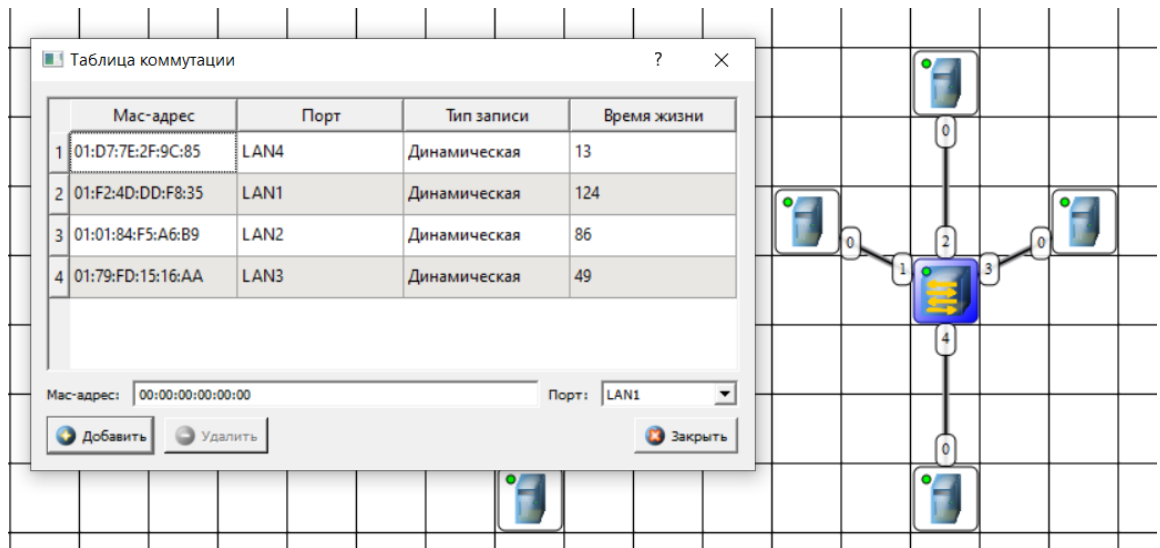 Таблица коммутации ?
Мас-адрес Порт Тип записи Время жизни
1 01:D7:7E:2F:9C:85 LAN4 Динамическая 13
2 01:F2:4D:DD:F8:35 LAN1 Динамическая 124
3 01:01:84:F5:A6:B9 LAN2 Динамическая 86
4 01:79:FD:15:16:AA LAN3 Динамическая 49
Мас-адрес: 00:00:00:00:00:00 Порт: LAN1
Добавить Удалить Закрыть
0
0 2 0
1 3
4
0